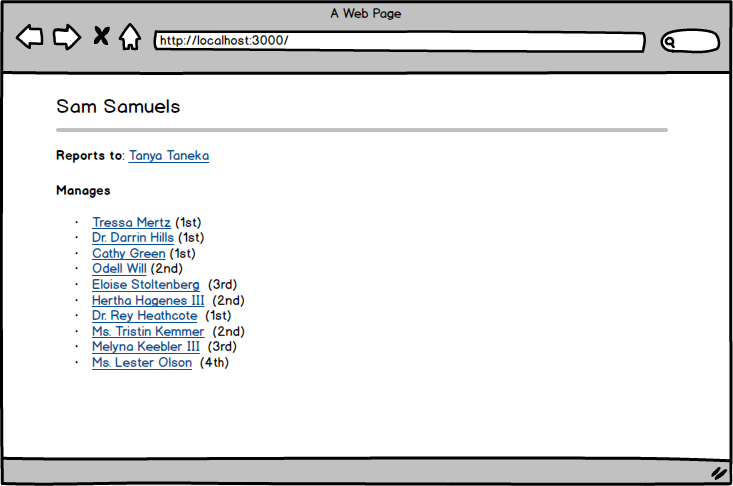 A Web Page
http://localhost:3000/
Sam Samuels
Reports to: Tanya Taneka
Manages
· Tressa Mertz (1st)
· Dr. Darrin Hills (1st)
· Cathy Green (1st)
· Odell Will (2nd)
· Eloise Stoltenberg (3rd)
· Hertha Hagenes III (2nd)
· Dr. Rey Heathcote (1st)
· Ms. Tristin Kemmer (2nd)
· Melyna Keebler III (3rd)
· Ms. Lester Olson (4th)